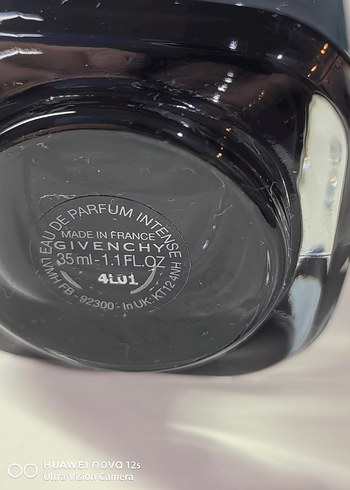 EAU DE PARFUM INTENSE
MADE IN FRANCE
GIVENCHY
35 ml-1.1 FL.OZ
4L01
LVMH FB - 92300 - In UK: KT124NH
HUAWEI nova 12s
Ultra Vision Camera